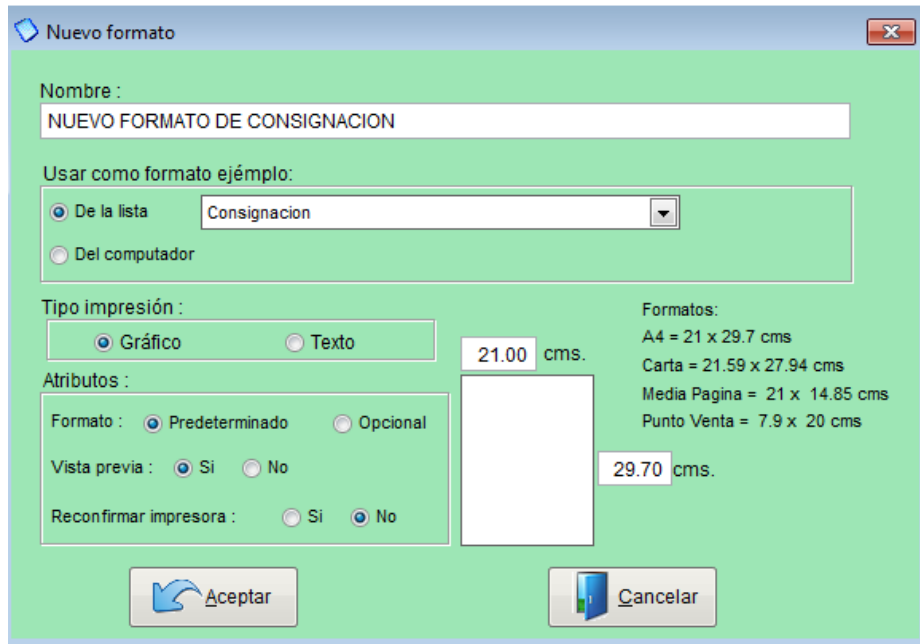 Nuevo formato
Nombre :
NUEVO FORMATO DE CONSIGNACION
Usar como formato ejémplo:
De la lista
Consignacion
Del computador
Tipo impresión :
Gráfico Texto
Atributos :
Formato : Predeterminado Opcional
Vista previa : Si No
Reconfirmar impresora : Si No
21.00 cms.
29.70 cms.
Formatos:
A4 = 21 x 29.7 cms
Carta = 21.59 x 27.94 cms
Media Pagina = 21 x 14.85 cms
Punto Venta = 7.9 x 20 cms
Aceptar
Cancelar